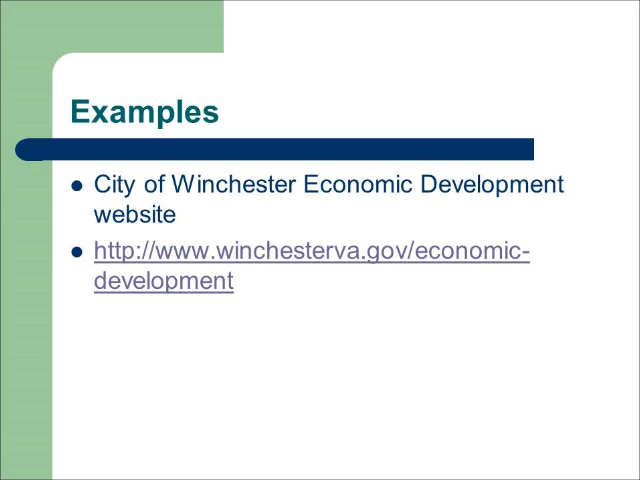 Examples
● City of Winchester Economic Development
website
● http://www.winchesterva.gov/economic-
development